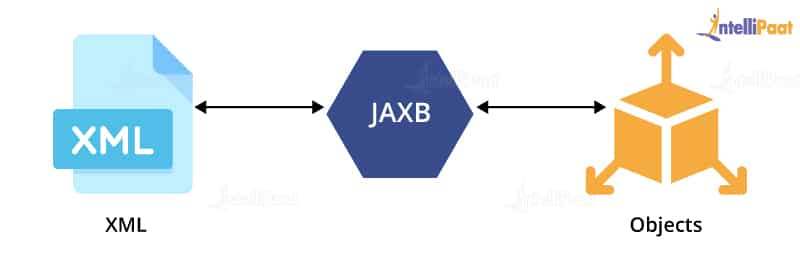 IntelliPaat
XML
JAXB
XML
Objects